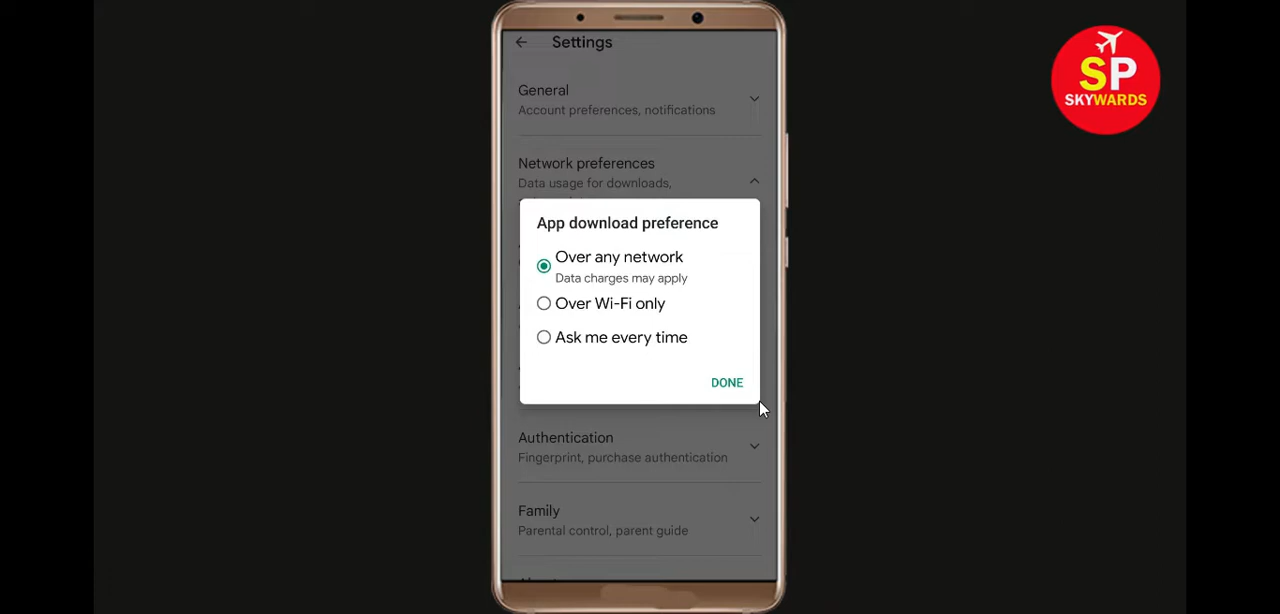 Settings
SP
SKYWARDS
General
Account preferences, notifications
Network preferences
Data usage for downloads,
App download preference
Over any network
Data charges may apply
Over Wi-Fi only
Ask me every time
DONE
Authentication
Fingerprint, purchase authentication
Family
Parental control, parent guide